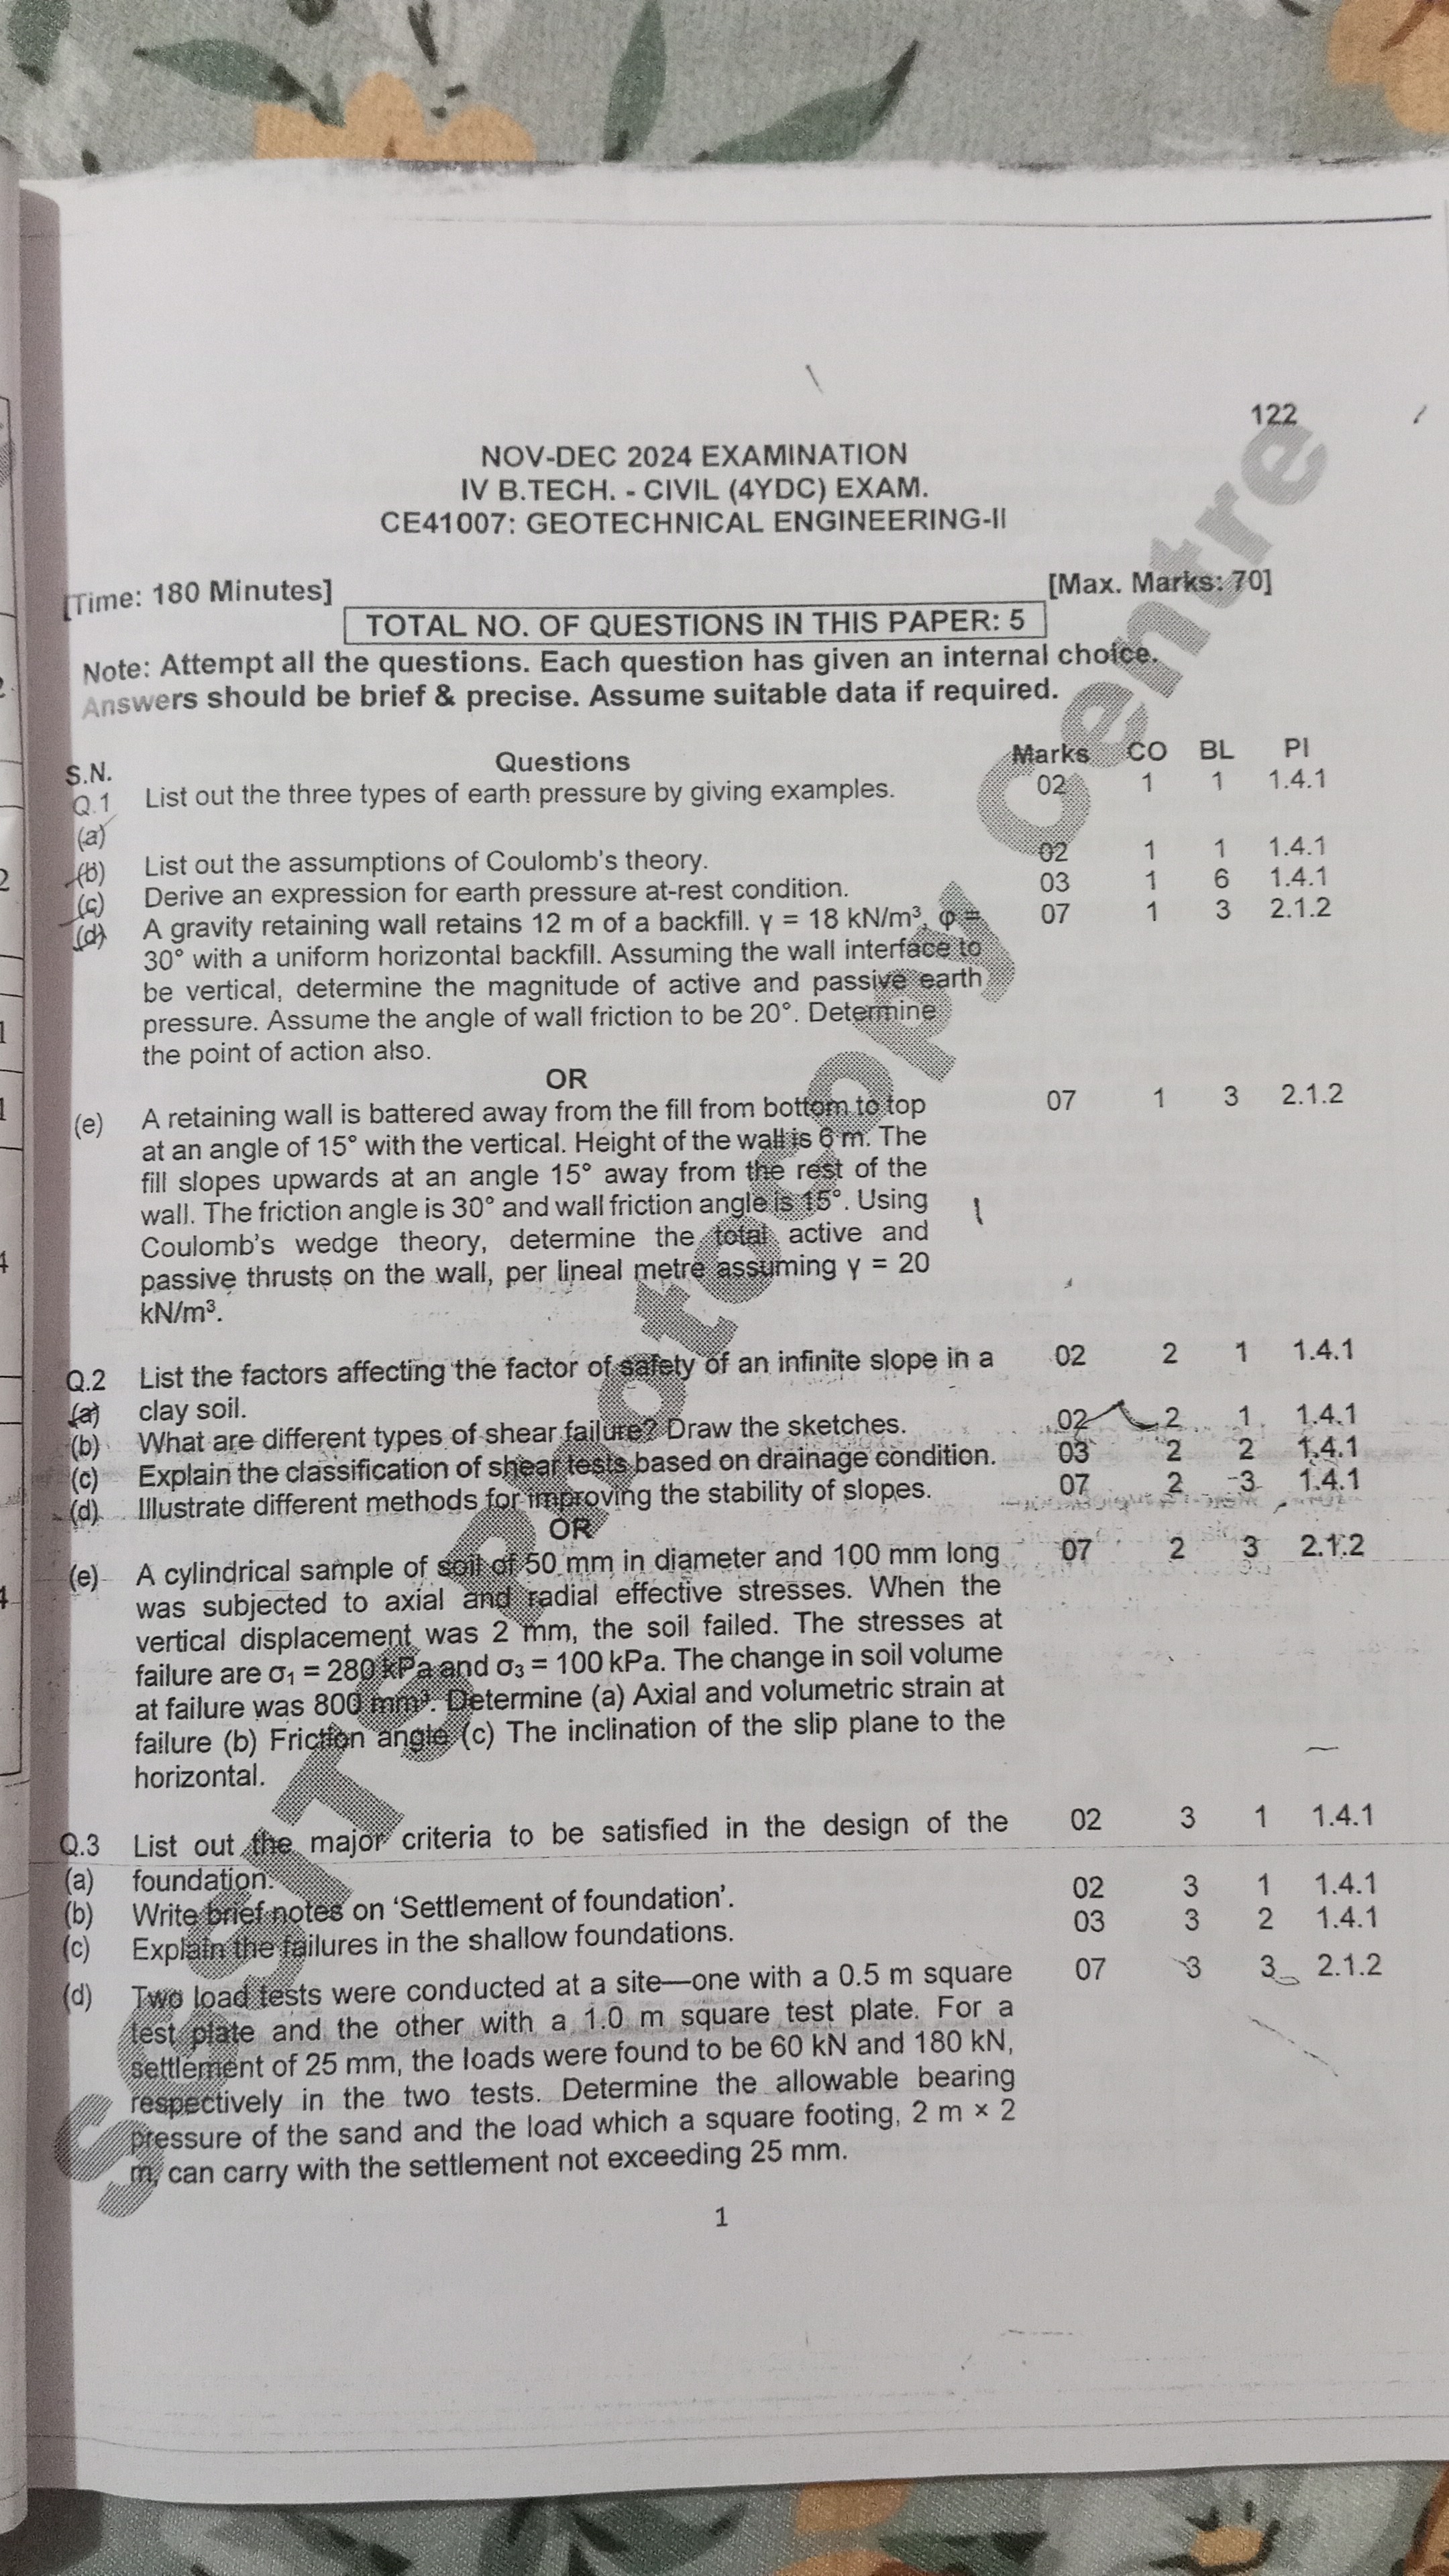 122
NOV-DEC 2024 EXAMINATION
IV B.TECH. - CIVIL (4YDC) EXAM.
CE41007: GEOTECHNICAL ENGINEERING-II
[Time: 180 Minutes] [Max. Marks: 70]
TOTAL NO. OF QUESTIONS IN THIS PAPER: 5
Note: Attempt all the questions. Each question has given an internal choice.
Answers should be brief & precise. Assume suitable data if required.
S.N. Questions Marks CO BL PI
Q.1 List out the three types of earth pressure by giving examples. 02 1 1 1.4.1
(a)
(b) List out the assumptions of Coulomb's theory. 02 1 1 1.4.1
(c) Derive an expression for earth pressure at-rest condition. 03 1 6 1.4.1
(d) A gravity retaining wall retains 12 m of a backfill. γ = 18 kN/m³, φ = 07 1 3 2.1.2
30° with a uniform horizontal backfill. Assuming the wall interface to
be vertical, determine the magnitude of active and passive earth
pressure. Assume the angle of wall friction to be 20°. Determine
the point of action also.
OR
(e) A retaining wall is battered away from the fill from bottom to top 07 1 3 2.1.2
at an angle of 15° with the vertical. Height of the wall is 6 m. The
fill slopes upwards at an angle 15° away from the rest of the
wall. The friction angle is 30° and wall friction angle is 15°. Using
Coulomb's wedge theory, determine the total active and
passive thrusts on the wall, per lineal metre assuming γ = 20
kN/m³.
Q.2 List the factors affecting the factor of safety of an infinite slope in a 02 2 1 1.4.1
(a) clay soil.
(b) What are different types of shear failure? Draw the sketches. 02 2 1 1.4.1
(c) Explain the classification of shear tests based on drainage condition. 03 2 2 1.4.1
(d) Illustrate different methods for improving the stability of slopes. 07 2 3 1.4.1
OR
(e) A cylindrical sample of soil of 50 mm in diameter and 100 mm long 07 2 3 2.1.2
was subjected to axial and radial effective stresses. When the
vertical displacement was 2 mm, the soil failed. The stresses at
failure are σ₁ = 280 kPa and σ₃ = 100 kPa. The change in soil volume
at failure was 800 mm³. Determine (a) Axial and volumetric strain at
failure (b) Friction angle (c) The inclination of the slip plane to the
horizontal.
Q.3 List out the major criteria to be satisfied in the design of the 02 3 1 1.4.1
(a) foundation.
(b) Write brief notes on 'Settlement of foundation'. 02 3 1 1.4.1
(c) Explain the failures in the shallow foundations. 03 3 2 1.4.1
(d) Two load tests were conducted at a site—one with a 0.5 m square 07 3 3 2.1.2
test plate and the other with a 1.0 m square test plate. For a
settlement of 25 mm, the loads were found to be 60 kN and 180 kN,
respectively in the two tests. Determine the allowable bearing
pressure of the sand and the load which a square footing, 2 m × 2
m, can carry with the settlement not exceeding 25 mm.
1